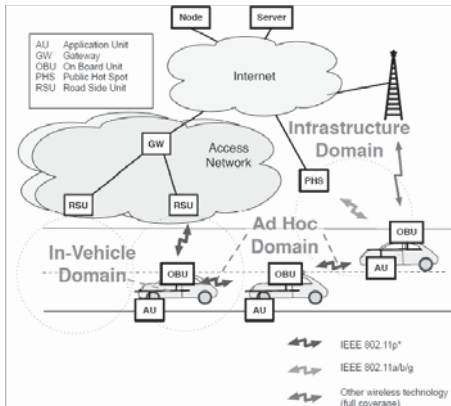 Node
Server
AU Application Unit
GW Gateway
OBU On Board Unit
PHS Public Hot Spot
RSU Road Side Unit
Internet
Infrastructure
Domain
GW
Access
Network
PHS
RSU
RSU
Ad Hoc
Domain
In-Vehicle
Domain
OBU
AU
OBU
AU
OBU
AU
IEEE 802.11p*
IEEE 802.11a/b/g
Other wireless technology
(full coverage)